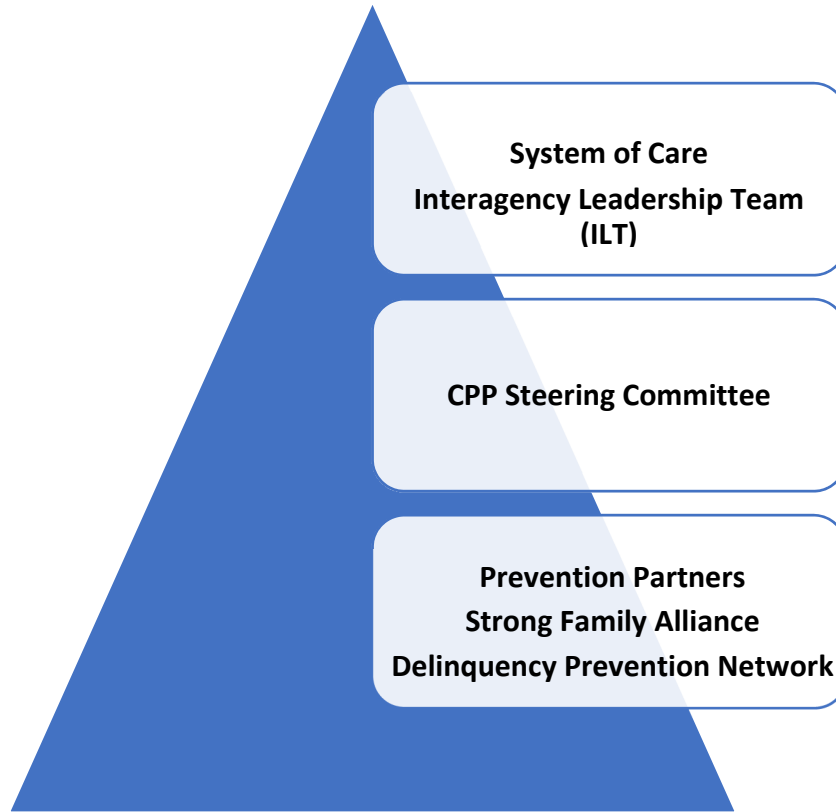 System of Care
Interagency Leadership Team
(ILT)
CPP Steering Committee
Prevention Partners
Strong Family Alliance
Delinquency Prevention Network